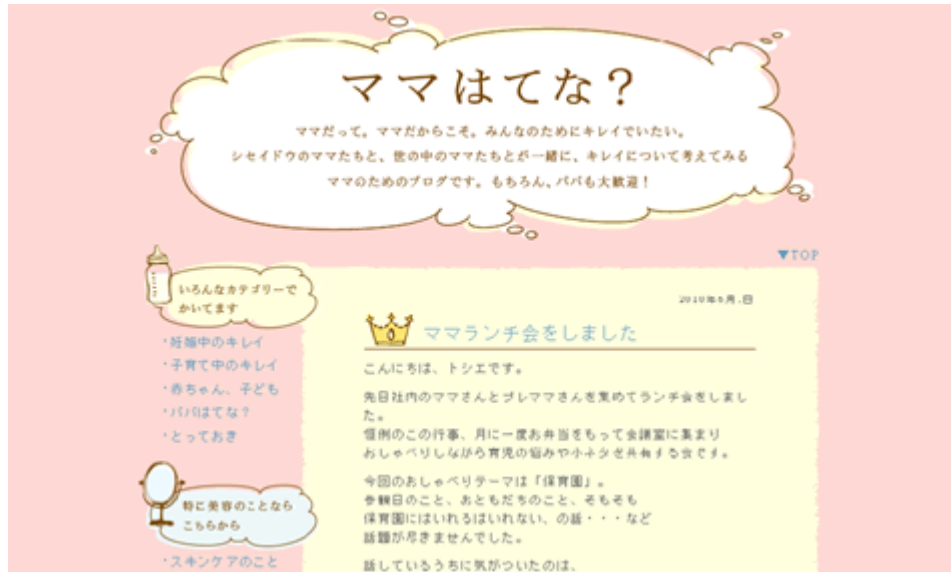 ママはてな？
ママだって。ママだからこそ。みんなのためにキレイでいたい。
シセイドウのママたちと、世の中のママたちとが一緒に、キレイについて考えてみる
ママのためのブログです。もちろん、パパも大歓迎！
▼TOP
いろんなカテゴリーで
かいてます
・妊娠中のキレイ
・子育て中のキレイ
・赤ちゃん、子ども
・パパはてな？
・とっておき
特に美容のことなら
こちらから
・スキンケアのこと
2010年6月.日
ママランチ会をしました
こんにちは、トシエです。
先日社内のママさんとプレママさんを集めてランチ会をしまし
た。
恒例のこの行事、月に一度お弁当をもって会議室に集まり
おしゃべりしながら育児の悩みや小ネタを共有する会です。
今回のおしゃべりテーマは「保育園」。
参観日のこと、おともだちのこと、そもそも
保育園にはいれるはいれない、の話・・・など
話題が尽きませんでした。
話しているうちに気がついたのは、